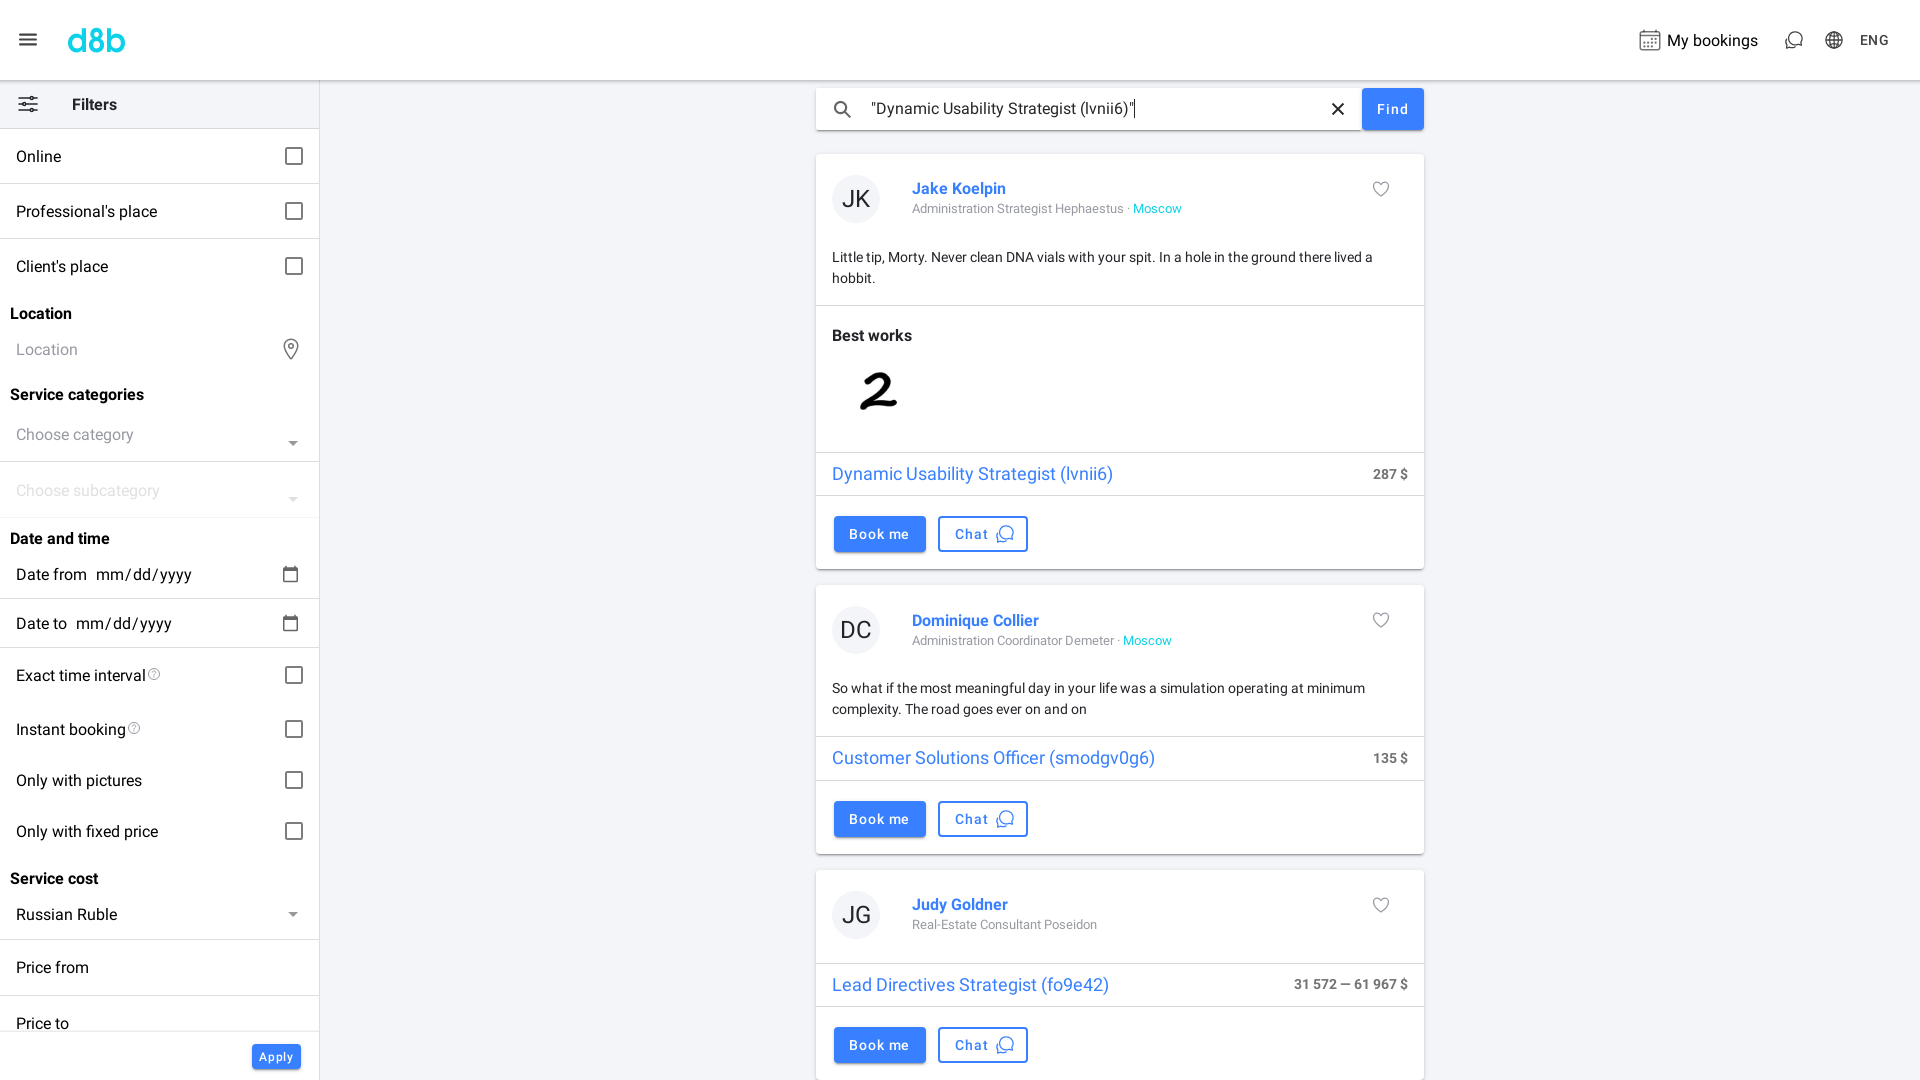 d8b
My bookings
ENG
Filters
Online
Professional's place
Client's place
Location
Location
Service categories
Choose category
Choose subcategory
Date and time
Date from mm/dd/yyyy
Date to mm/dd/yyyy
Exact time interval
Instant booking
Only with pictures
Only with fixed price
Service cost
Russian Ruble
Price from
Price to
Apply
"Dynamic Usability Strategist (lvnii6)"
Find
JK
Jake Koelpin
Administration Strategist Hephaestus · Moscow
Little tip, Morty. Never clean DNA vials with your spit. In a hole in the ground there lived a
hobbit.
Best works
2
Dynamic Usability Strategist (lvnii6) 287 $
Book me
Chat
DC
Dominique Collier
Administration Coordinator Demeter · Moscow
So what if the most meaningful day in your life was a simulation operating at minimum
complexity. The road goes ever on and on
Customer Solutions Officer (smodgv0g6) 135 $
Book me
Chat
JG
Judy Goldner
Real-Estate Consultant Poseidon
Lead Directives Strategist (fo9e42) 31 572 — 61 967 $
Book me
Chat